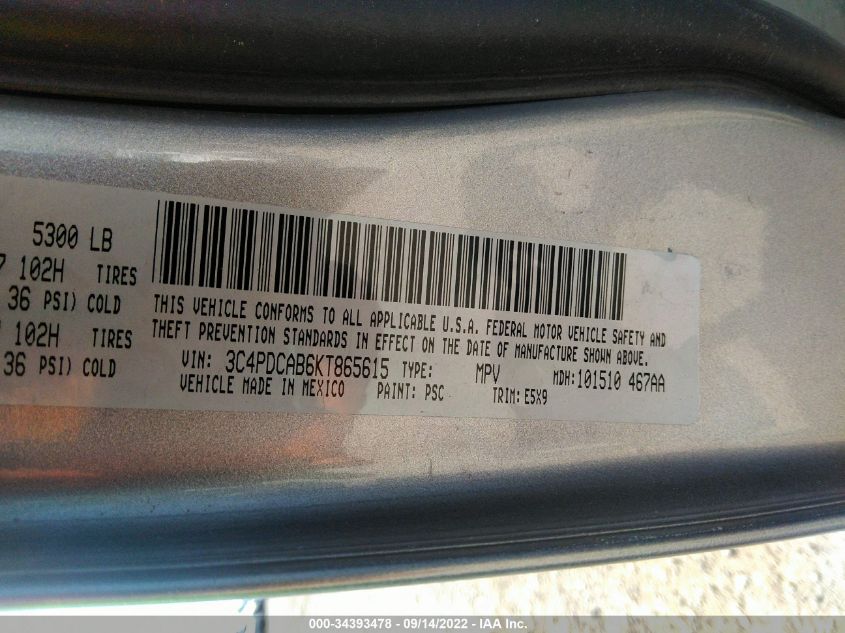 5300 LB
102H TIRES
36 PSI) COLD
102H TIRES
36 PSI) COLD
THIS VEHICLE CONFORMS TO ALL APPLICABLE U.S.A. FEDERAL MOTOR VEHICLE SAFETY AND
THEFT PREVENTION STANDARDS IN EFFECT ON THE DATE OF MANUFACTURE SHOWN ABOVE.
VIN: 3C4PDCAB6KT865615 TYPE: MPV MDH:101510 467AA
VEHICLE MADE IN MEXICO PAINT: PSC TRIM: E5X9
000-34393478 - 09/14/2022 - IAA Inc.